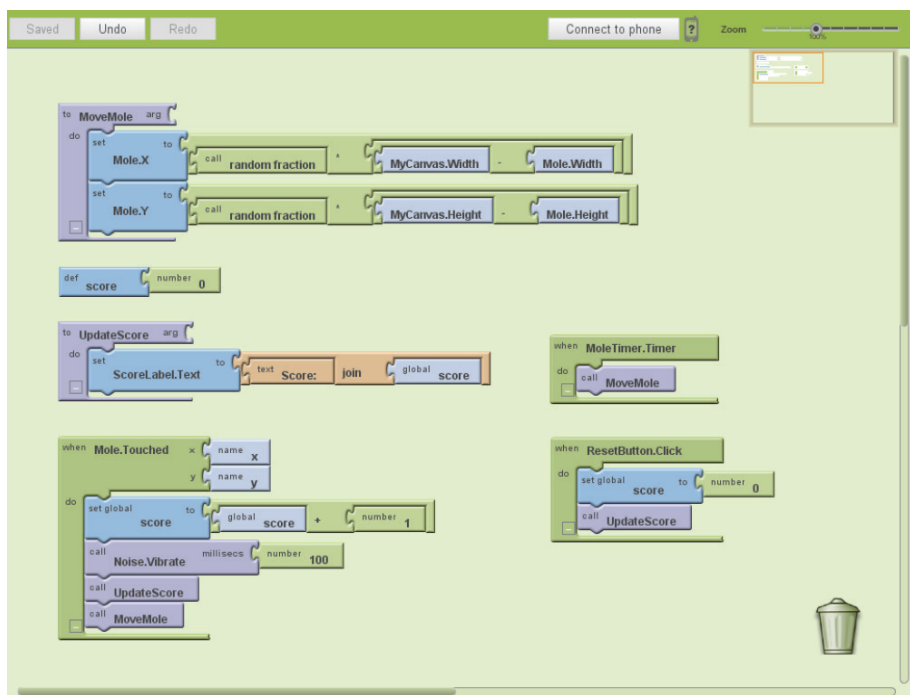 Saved Undo Redo Connect to phone ? Zoom
100%
to MoveMole arg
do set Mole.X to call random fraction * MyCanvas.Width - Mole.Width
set Mole.Y to call random fraction * MyCanvas.Height - Mole.Height
def score number 0
to UpdateScore arg
do set ScoreLabel.Text to text Score: join global score
when MoleTimer.Timer
do call MoveMole
when Mole.Touched x name x
y name y
do set global score to global score + number 1
call Noise.Vibrate millisecs number 100
call UpdateScore
call MoveMole
when ResetButton.Click
do set global score to number 0
call UpdateScore